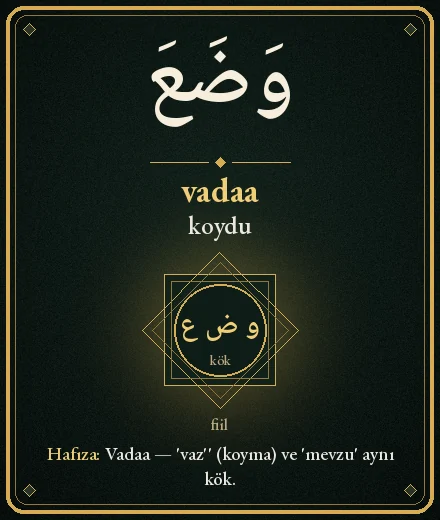 وَضَعَ
vadaa
koydu
و ض ع
kök
fiil
Hafıza: Vadaa — 'vaz'' (koyma) ve 'mevzu' aynı
kök.